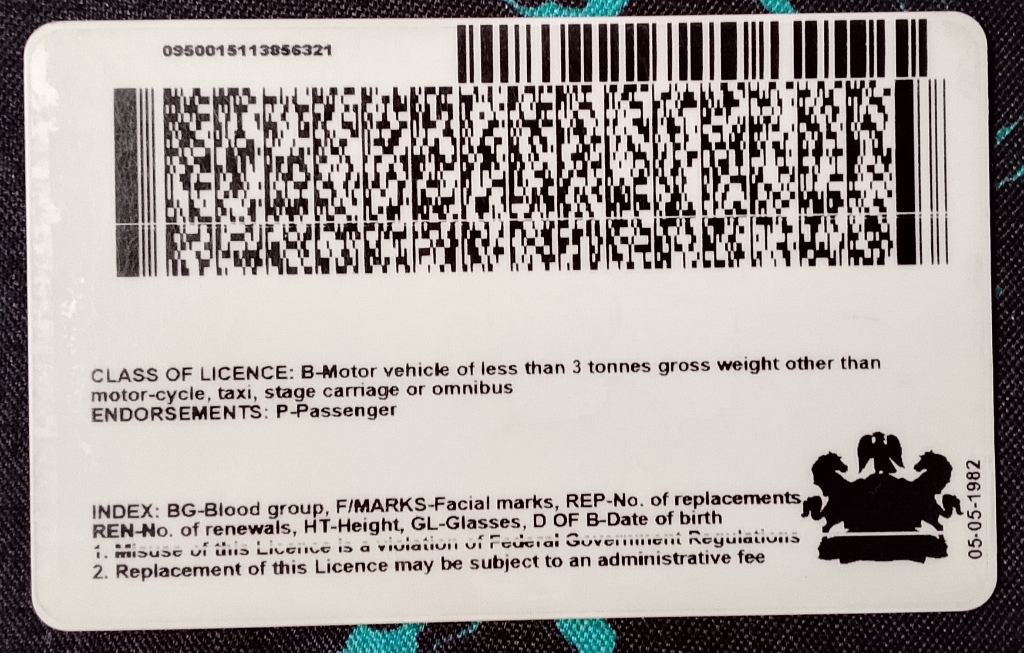 0950015113856321
CLASS OF LICENCE: B-Motor vehicle of less than 3 tonnes gross weight other than
motor-cycle, taxi, stage carriage or omnibus
ENDORSEMENTS: P-Passenger
INDEX: BG-Blood group, F/MARKS-Facial marks, REP-No. of replacements,
REN-No. of renewals, HT-Height, GL-Glasses, D OF B-Date of birth
1. Misuse of this Licence is a violation of Federal Government Regulations
2. Replacement of this Licence may be subject to an administrative fee
05-05-1982